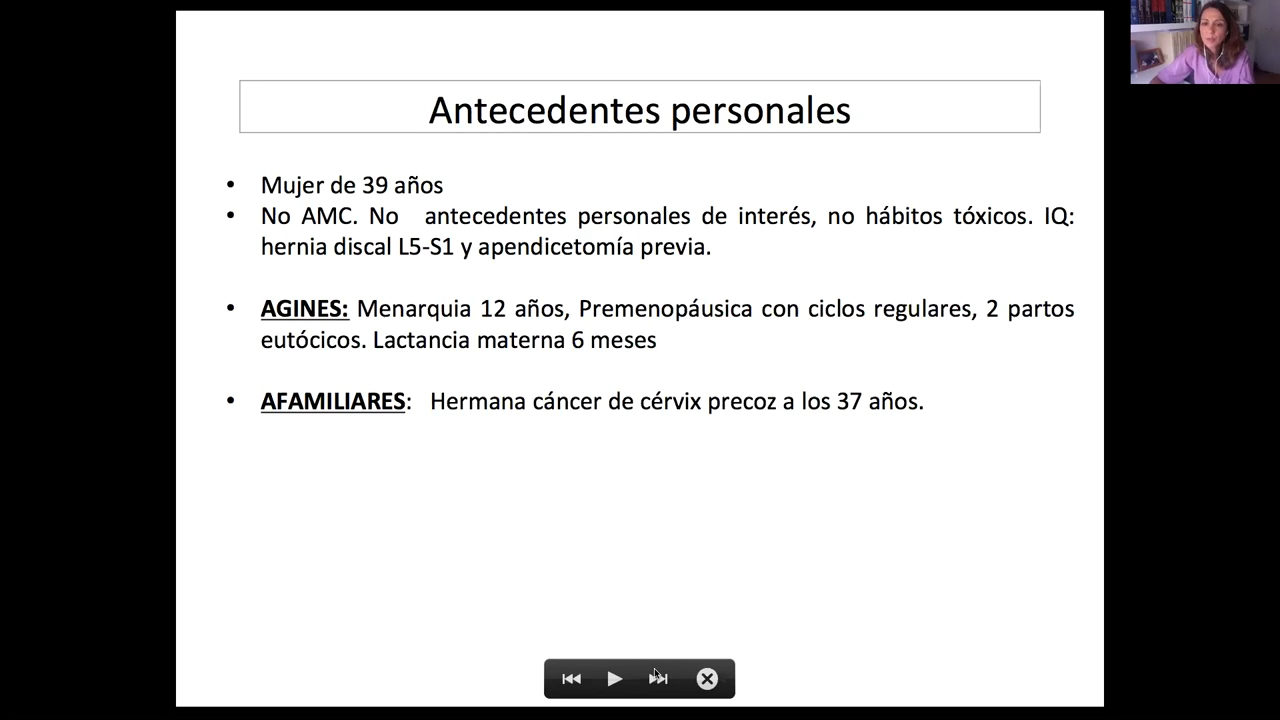 Antecedentes personales
• Mujer de 39 años
• No AMC. No antecedentes personales de interés, no hábitos tóxicos. IQ:
hernia discal L5-S1 y apendicetomía previa.
• AGINES: Menarquia 12 años, Premenopáusica con ciclos regulares, 2 partos
eutócicos. Lactancia materna 6 meses
• AFAMILIARES: Hermana cáncer de cérvix precoz a los 37 años.